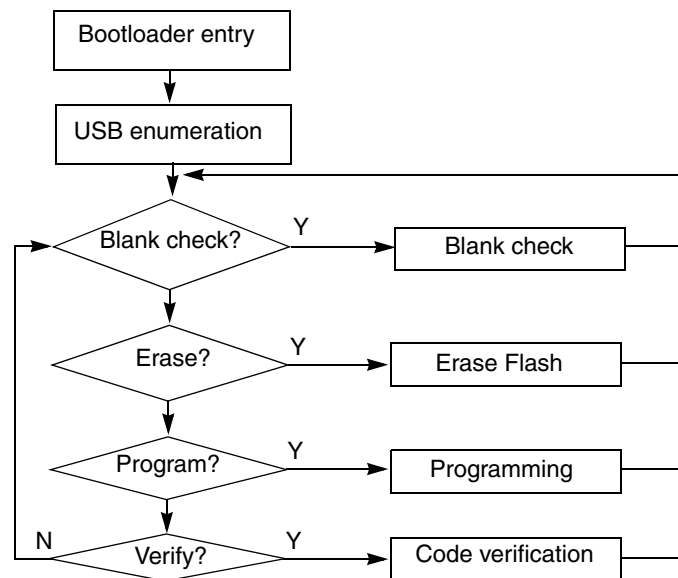 Bootloader entry
USB enumeration
Blank check?
Y
Blank check
Erase?
Y
Erase Flash
Program?
Y
Programming
N
Verify?
Y
Code verification